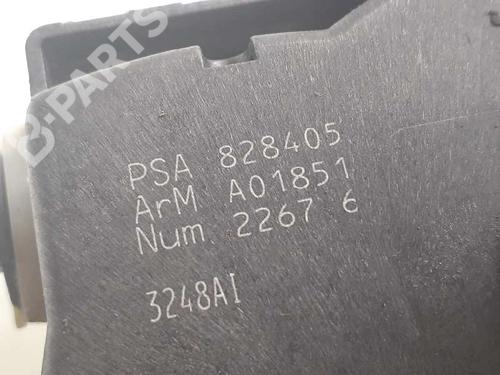 B-PARTS
PSA 828405
ArM A01851
Num 2267 6
3248AI